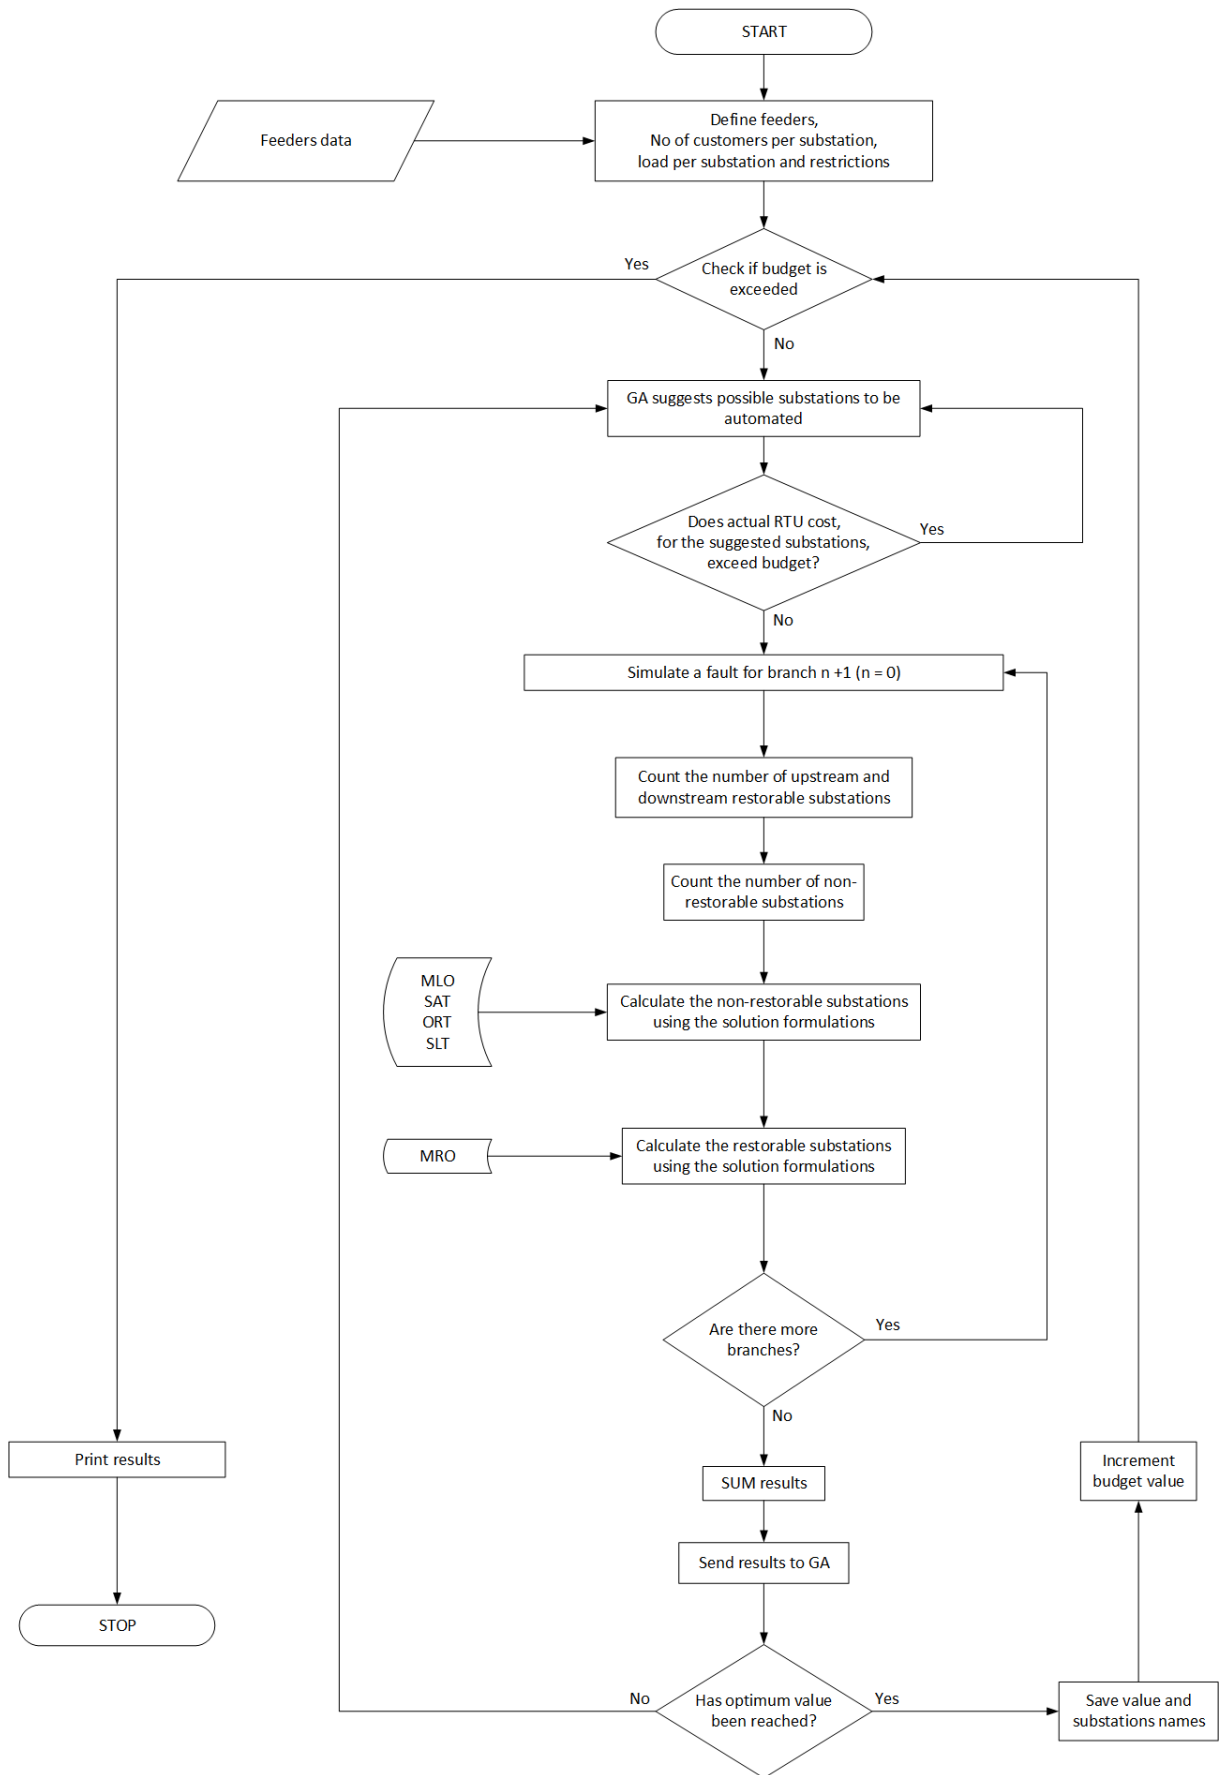 START
Feeders data
Define feeders,
No of customers per substation,
load per substation and restrictions
Yes
Check if budget is
exceeded
No
GA suggests possible substations to be
automated
Does actual RTU cost,
for the suggested substations,
exceed budget?
Yes
No
Simulate a fault for branch n +1 (n = 0)
Count the number of upstream and
downstream restorable substations
Count the number of non-
restorable substations
MLO
SAT
ORT
SLT
Calculate the non-restorable substations
using the solution formulations
MRO
Calculate the restorable substations
using the solution formulations
Are there more
branches?
Yes
No
Print results
SUM results
Increment
budget value
Send results to GA
STOP
No
Has optimum value
been reached?
Yes
Save value and
substations names